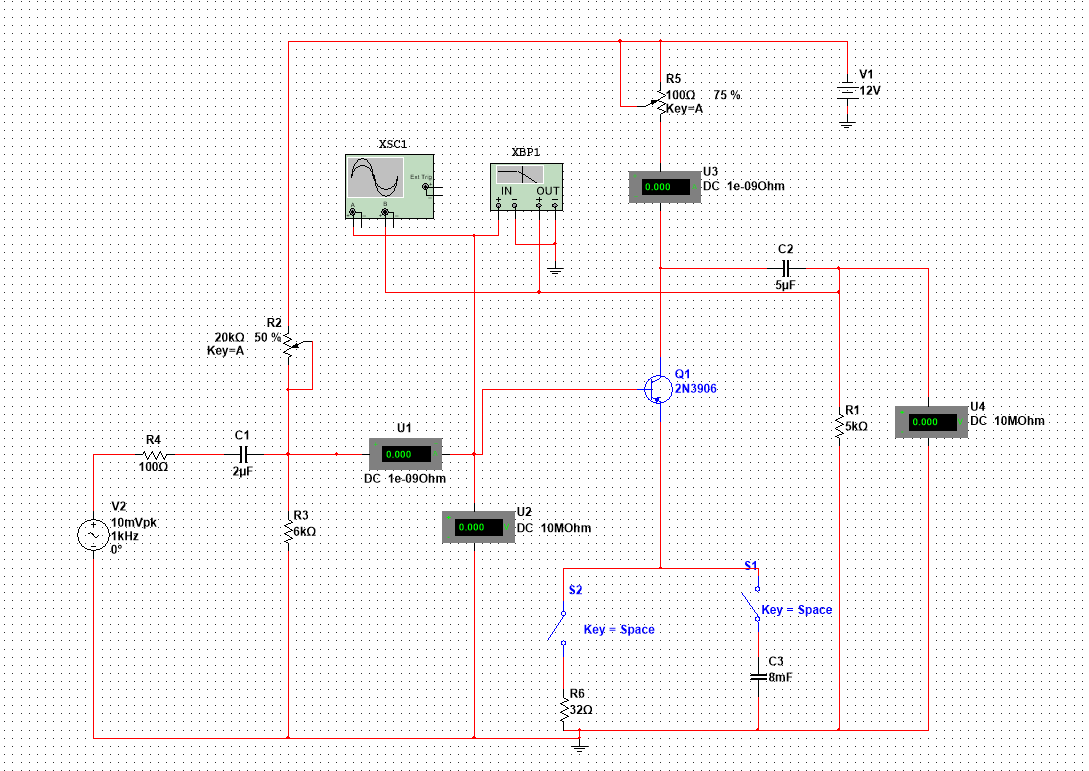 V1
12V
R5
100Ω 75 %
Key=A
XSC1
Ext Trig
A
B
XBP1
IN OUT
U3
0.000
DC 1e-09Ohm
C2
5µF
R2
20kΩ 50 %
Key=A
Q1
2N3906
R1
5kΩ
U4
0.000
DC 10MOhm
R4
100Ω
C1
2µF
U1
0.000
DC 1e-09Ohm
V2
10mVpk
1kHz
0°
R3
6kΩ
U2
0.000
DC 10MOhm
S2
Key = Space
S1
Key = Space
C3
8mF
R6
32Ω